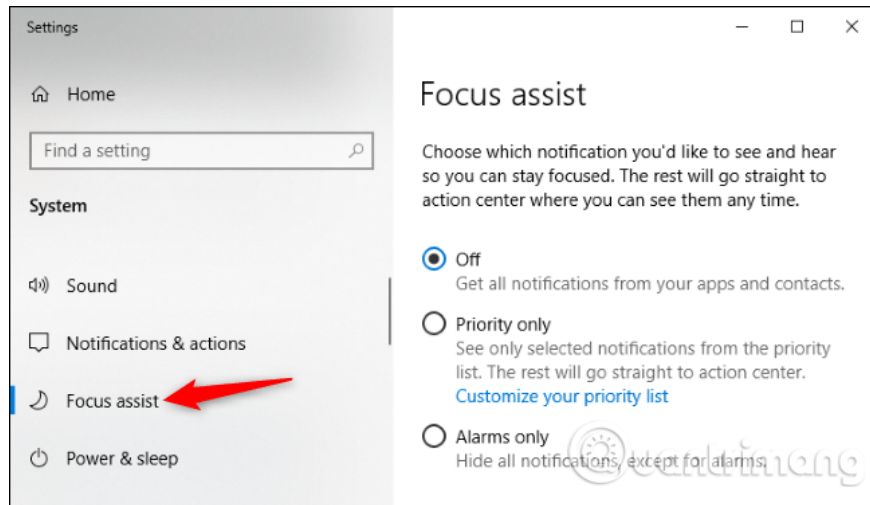 Settings
Home
Find a setting
System
Sound
Notifications & actions
Focus assist
Power & sleep
Focus assist
Choose which notification you'd like to see and hear
so you can stay focused. The rest will go straight to
action center where you can see them any time.
Off
Get all notifications from your apps and contacts.
Priority only
See only selected notifications from the priority
list. The rest will go straight to action center.
Customize your priority list
Alarms only
Hide all notifications, except for alarms.
Quantrimang